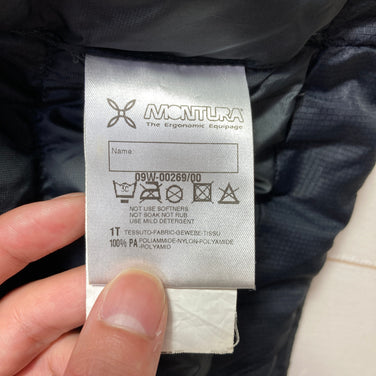 MONTURA
The Ergonomic Equipage
Name:
09W-00269/00
NOT USE SOFTNERS
NOT SOAK NOT RUB
USE MILD DETERGENT
1T TESSUTO-FABRIC-GEWEBE-TISSU
100% PA POLIAMMIDE-NYLON-POLYAMIDE
-POLYAMID